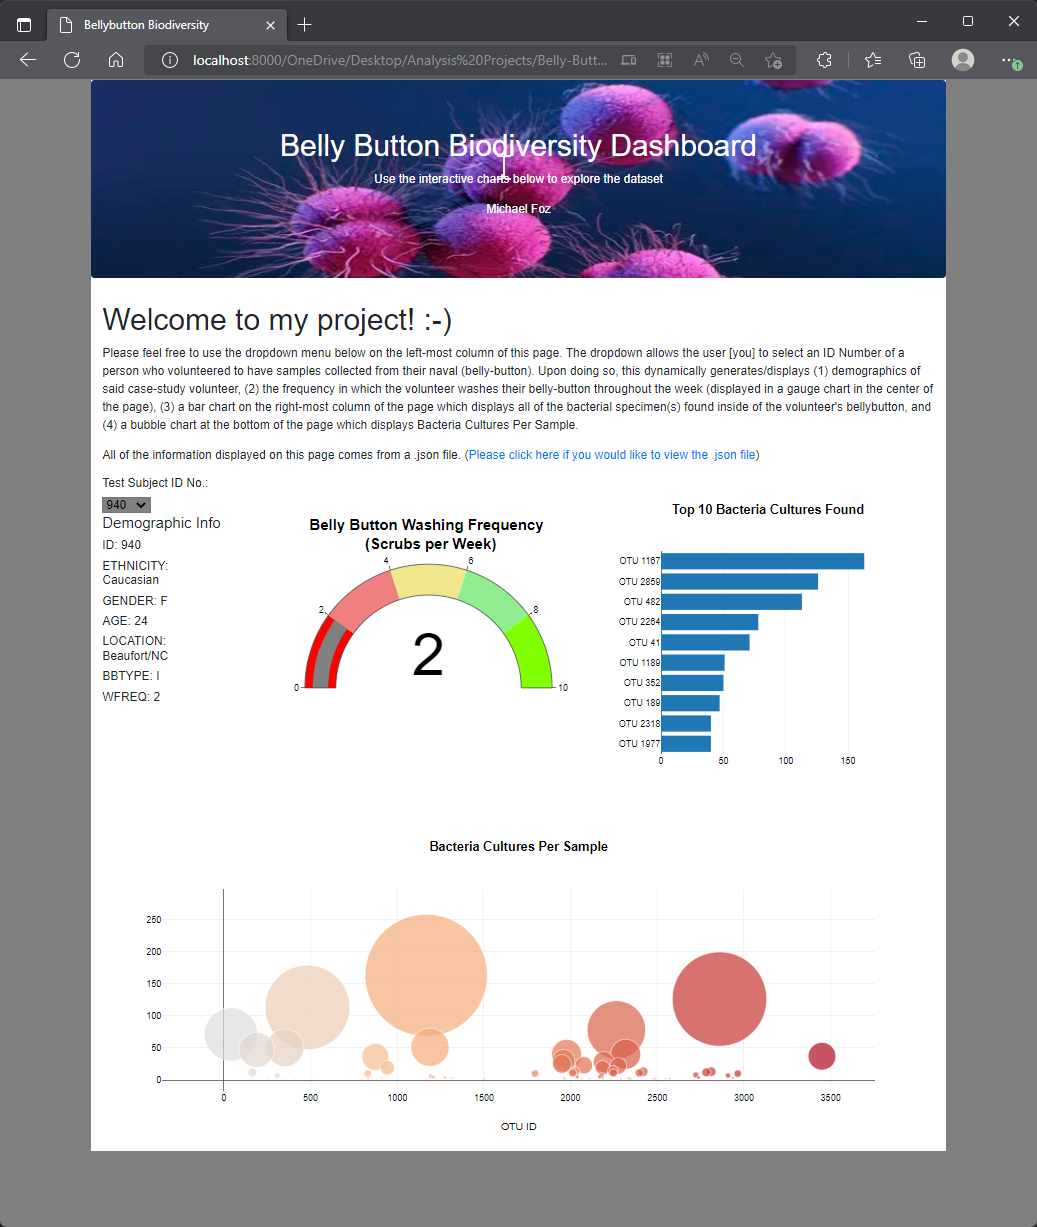 Bellybutton Biodiversity
localhost:8000/OneDrive/Desktop/Analysis%20Projects/Belly-Butt...
Belly Button Biodiversity Dashboard
Use the interactive charts below to explore the dataset
Michael Foz
Welcome to my project! :-)
Please feel free to use the dropdown menu below on the left-most column of this page. The dropdown allows the user [you] to select an ID Number of a
person who volunteered to have samples collected from their naval (belly-button). Upon doing so, this dynamically generates/displays (1) demographics of
said case-study volunteer, (2) the frequency in which the volunteer washes their belly-button throughout the week (displayed in a gauge chart in the center of
the page), (3) a bar chart on the right-most column of the page which displays all of the bacterial specimen(s) found inside of the volunteer's bellybutton, and
(4) a bubble chart at the bottom of the page which displays Bacteria Cultures Per Sample.
All of the information displayed on this page comes from a .json file. (Please click here if you would like to view the .json file)
Test Subject ID No.:
940
Demographic Info
ID: 940
ETHNICITY:
Caucasian
GENDER: F
AGE: 24
LOCATION:
Beaufort/NC
BBTYPE: I
WFREQ: 2
Belly Button Washing Frequency
(Scrubs per Week)
0
2
4
6
8
10
2
Top 10 Bacteria Cultures Found
OTU 1167
OTU 2859
OTU 482
OTU 2264
OTU 41
OTU 1189
OTU 352
OTU 189
OTU 2318
OTU 1977
0 50 100 150
Bacteria Cultures Per Sample
250
200
150
100
50
0
0 500 1000 1500 2000 2500 3000 3500
OTU ID